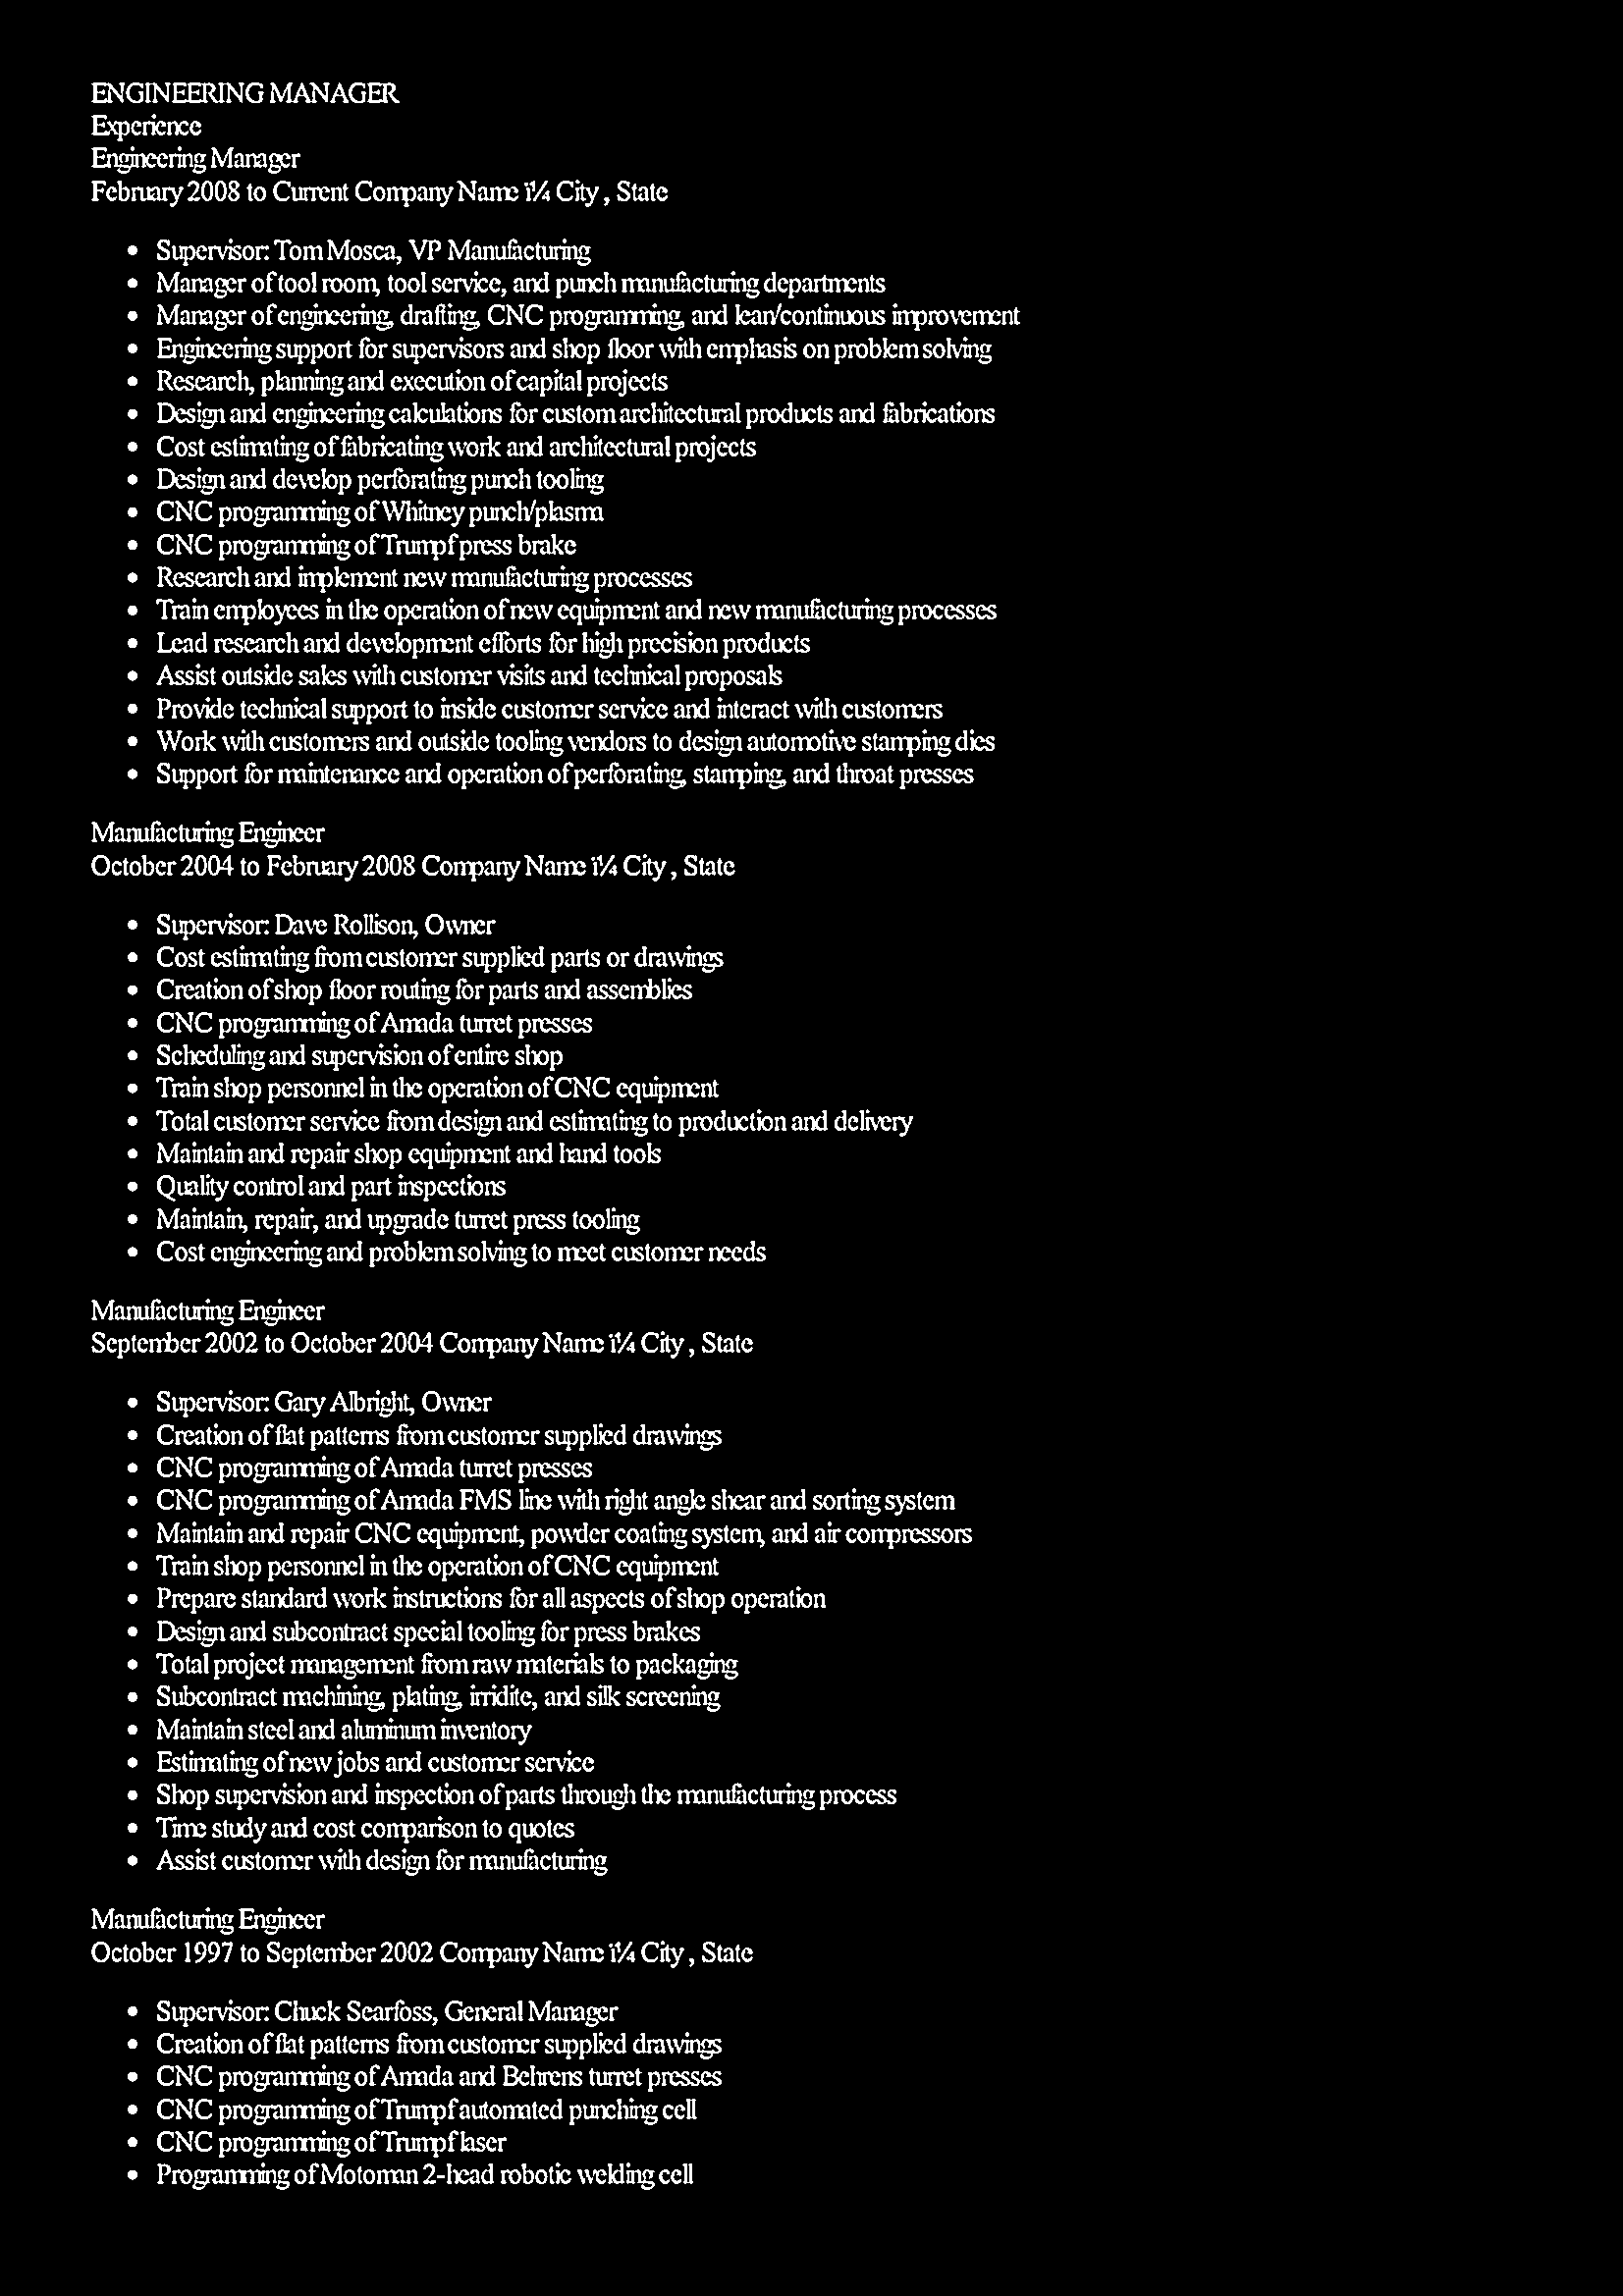 ENGINEERING MANAGER
Experience
Engineering Manager
February 2008 to Current Company Name ï¼ City , State
• Supervisor: Tom Mosca, VP Manufacturing
• Manager of tool room, tool service, and punch manufacturing departments
• Manager of engineering, drafting, CNC programming, and lean/continuous improvement
• Engineering support for supervisors and shop floor with emphasis on problem solving
• Research, planning and execution of capital projects
• Design and engineering calculations for custom architectural products and fabrications
• Cost estimating of fabricating work and architectural projects
• Design and develop perforating punch tooling
• CNC programming of Whitney punch/plasma
• CNC programming of Trumpf press brake
• Research and implement new manufacturing processes
• Train employees in the operation of new equipment and new manufacturing processes
• Lead research and development efforts for high precision products
• Assist outside sales with customer visits and technical proposals
• Provide technical support to inside customer service and interact with customers
• Work with customers and outside tooling vendors to design automotive stamping dies
• Support for maintenance and operation of perforating, stamping, and throat presses
Manufacturing Engineer
October 2004 to February 2008 Company Name ï¼ City , State
• Supervisor: Dave Rollison, Owner
• Cost estimating from customer supplied parts or drawings
• Creation of shop floor routing for parts and assemblies
• CNC programming of Amada turret presses
• Scheduling and supervision of entire shop
• Train shop personnel in the operation of CNC equipment
• Total customer service from design and estimating to production and delivery
• Maintain and repair shop equipment and hand tools
• Quality control and part inspections
• Maintain, repair, and upgrade turret press tooling
• Cost engineering and problem solving to meet customer needs
Manufacturing Engineer
September 2002 to October 2004 Company Name ï¼ City , State
• Supervisor: Gary Albright, Owner
• Creation of flat patterns from customer supplied drawings
• CNC programming of Amada turret presses
• CNC programming of Amada FMS line with right angle shear and sorting system
• Maintain and repair CNC equipment, powder coating system, and air compressors
• Train shop personnel in the operation of CNC equipment
• Prepare standard work instructions for all aspects of shop operation
• Design and subcontract special tooling for press brakes
• Total project management from raw materials to packaging
• Subcontract machining, plating, irridite, and silk screening
• Maintain steel and aluminum inventory
• Estimating of new jobs and customer service
• Shop supervision and inspection of parts through the manufacturing process
• Time study and cost comparison to quotes
• Assist customer with design for manufacturing
Manufacturing Engineer
October 1997 to September 2002 Company Name ï¼ City , State
• Supervisor: Chuck Searfoss, General Manager
• Creation of flat patterns from customer supplied drawings
• CNC programming of Amada and Behrens turret presses
• CNC programming of Trumpf automated punching cell
• CNC programming of Trumpf laser
• Programming of Motoman 2-head robotic welding cell